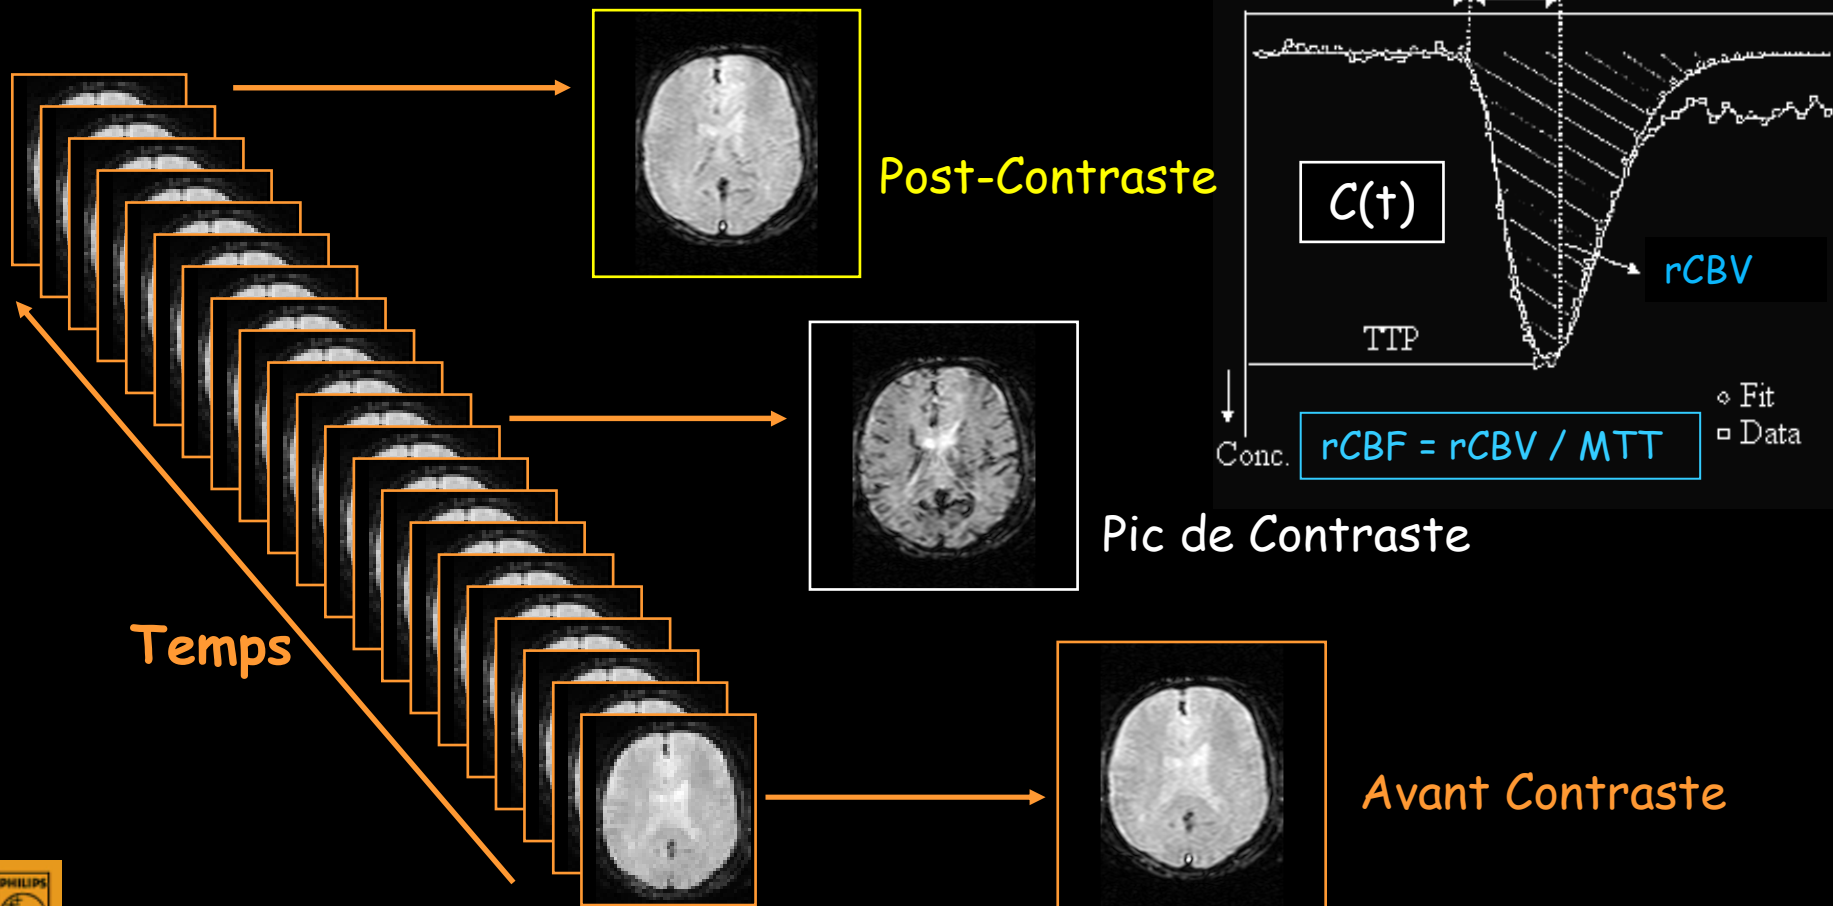 Post-Contraste
C(t)
rCBV
TTP
Fit
Data
Conc.
rCBF = rCBV / MTT
Pic de Contraste
Temps
Avant Contraste
PHILIPS